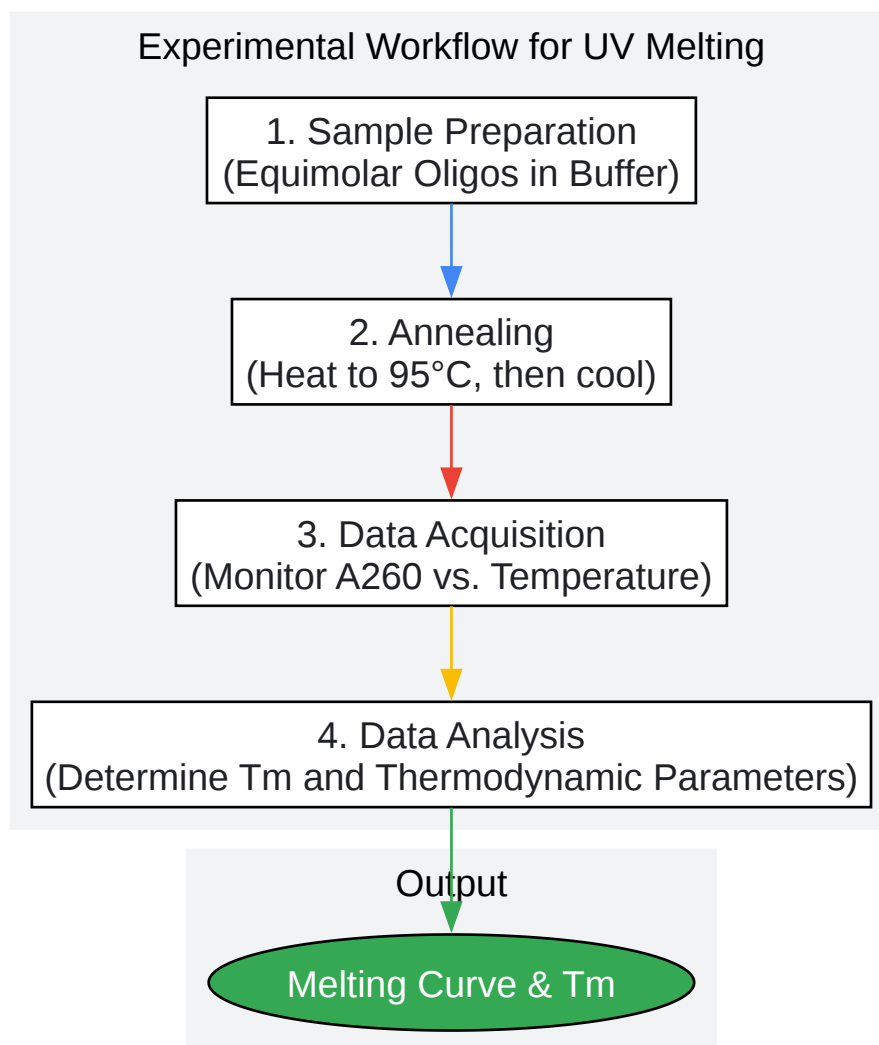 Experimental Workflow for UV Melting
1. Sample Preparation
(Equimolar Oligos in Buffer)
2. Annealing
(Heat to 95°C, then cool)
3. Data Acquisition
(Monitor A260 vs. Temperature)
4. Data Analysis
(Determine Tm and Thermodynamic Parameters)
Output
Melting Curve & Tm